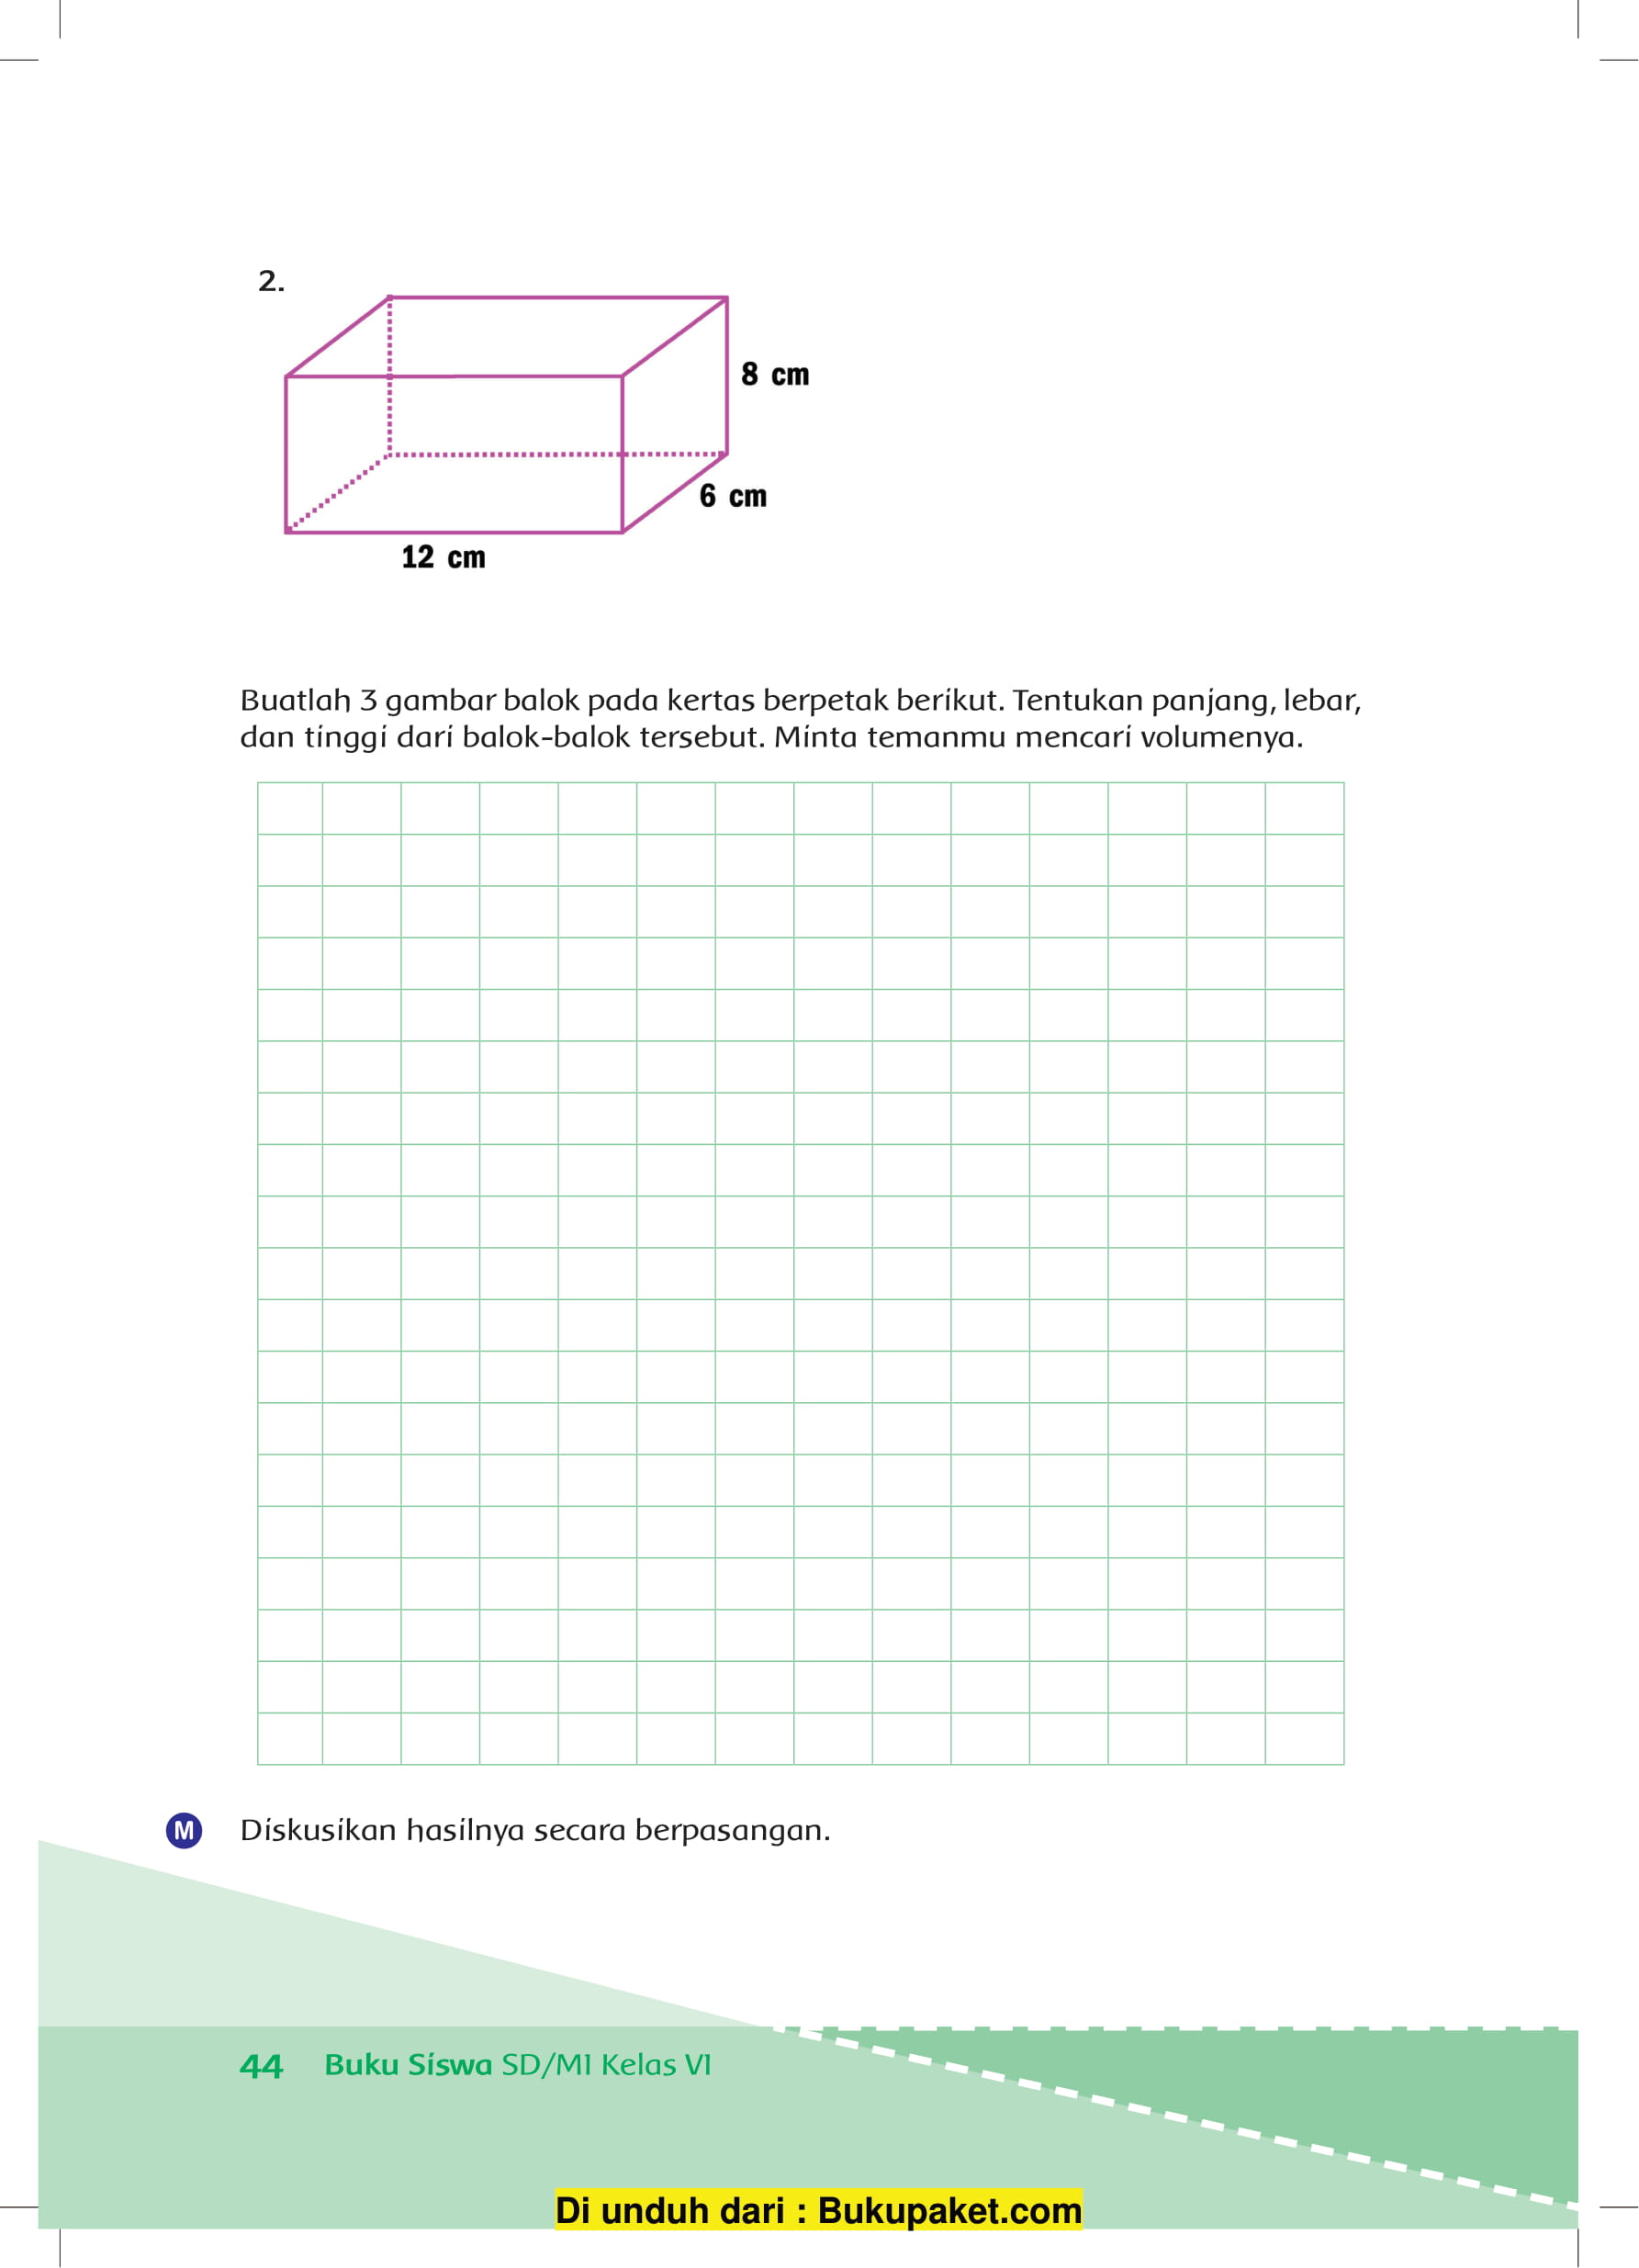 2.
8 cm
6 cm
12 cm
Buatlah 3 gambar balok pada kertas berpetak berikut. Tentukan panjang, lebar,
dan tinggi dari balok-balok tersebut. Minta temanmu mencari volumenya.
M Diskusikan hasilnya secara berpasangan.
44 Buku Siswa SD/MI Kelas VI
Di unduh dari : Bukupaket.com